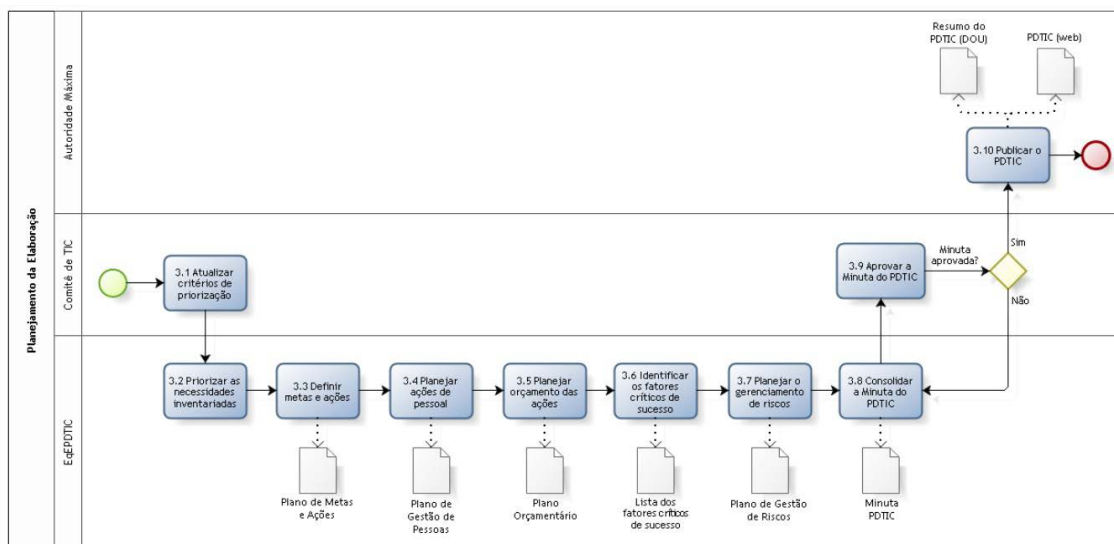 Planejamento da Elaboração
Autoridade Máxima
Resumo do
PDTIC (DOU)
PDTIC (web)
3.10 Publicar o
PDTIC
Comitê de TIC
3.1 Atualizar
critérios de
priorização
3.9 Aprovar a
Minuta do PDTIC
Minuta
aprovada?
Sim
Não
EqEPDTIC
3.2 Priorizar as
necessidades
inventariadas
3.3 Definir
metas e ações
3.4 Planejar
ações de
pessoal
3.5 Planejar
orçamento das
ações
3.6 Identificar
os fatores
críticos de
sucesso
3.7 Planejar o
gerenciamento
de riscos
3.8 Consolidar
a Minuta do
PDTIC
Plano de Metas
e Ações
Plano de
Gestão de
Pessoas
Plano
Orçamentário
Lista dos
fatores críticos
de sucesso
Plano de Gestão
de Riscos
Minuta
PDTIC